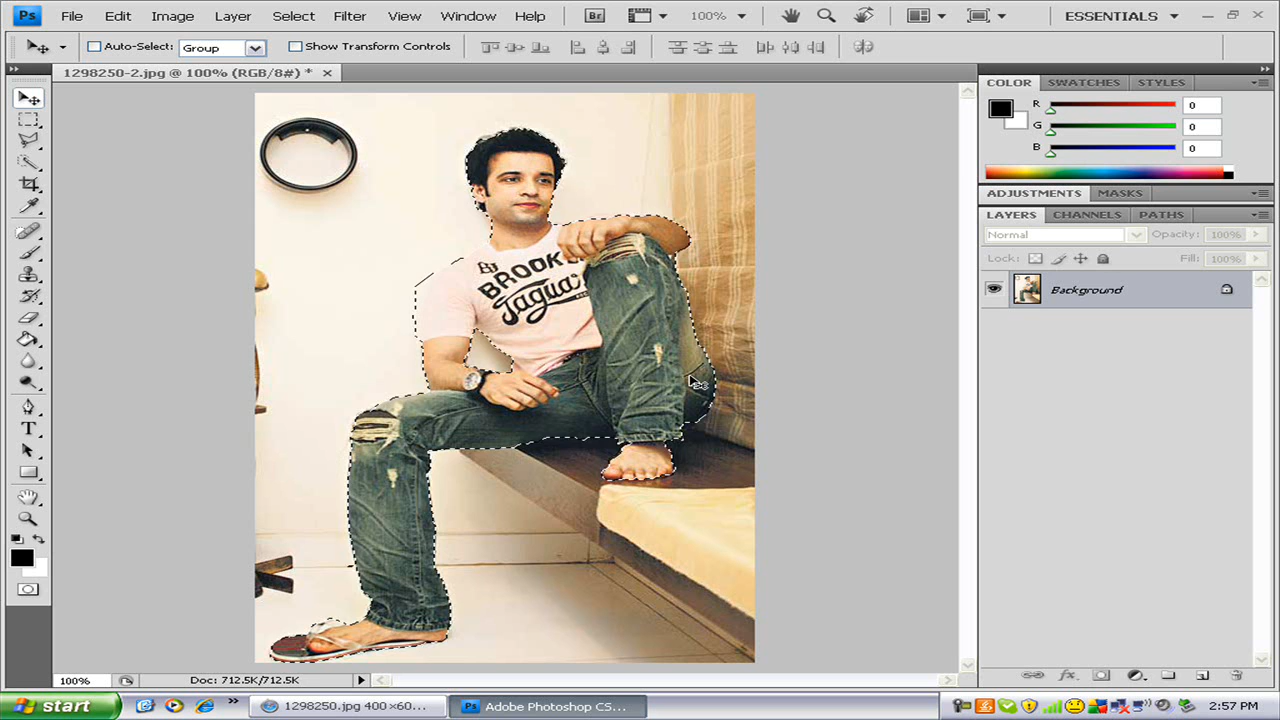 Ps File Edit Image Layer Select Filter Analysis View Window Help Br 100% ESSENTIALS
Auto-Select: Group Show Transform Controls
1298250-2.jpg @ 100% (RGB/8#) *
COLOR SWATCHES STYLES
R 0
G 0
B 0
ADJUSTMENTS MASKS
LAYERS CHANNELS PATHS
Normal Opacity: 100%
Lock: Fill: 100%
Background
BROOK
Jagua
T
100% Doc: 712.5K/712.5K
start 1298250.jpg 400×60... Ps Adobe Photoshop CS... 2:57 PM